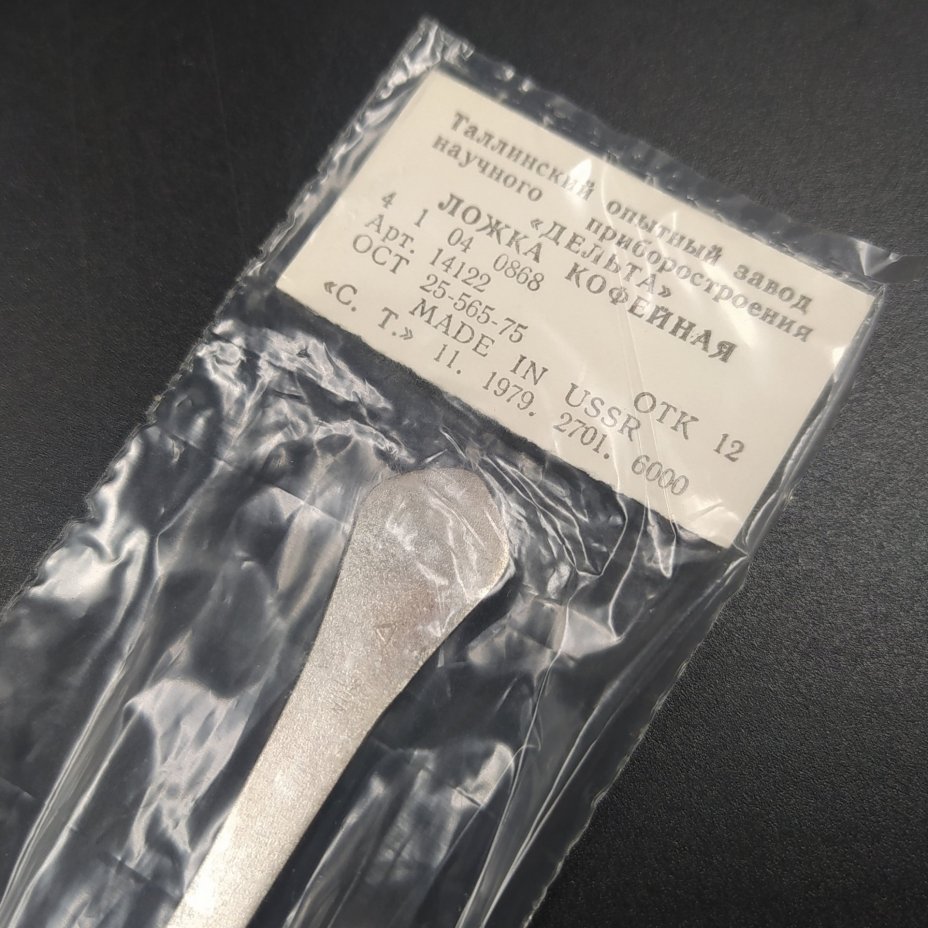 Таллинский опытный завод
научного приборостроения
«ДЕЛЬТА»
ЛОЖКА КОФЕЙНАЯ
4 1 04 0868
Арт. 14122
ОСТ 25-565-75 ОТК 12
MADE IN USSR
«С. Т.» 11. 1979. 2701. 6000